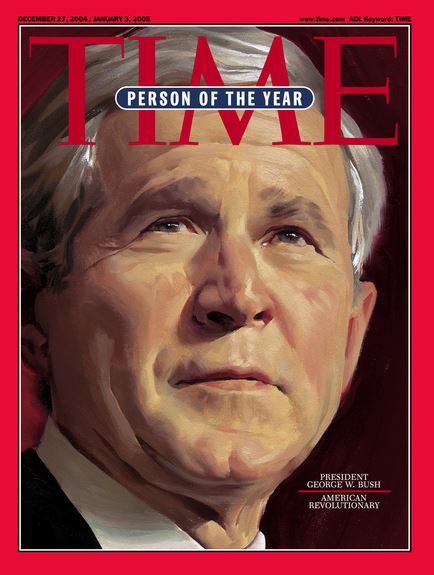 DECEMBER 27, 2004 / JANUARY 3, 2005
www.time.com AOL Keyword: TIME
TIME
PERSON OF THE YEAR
PRESIDENT
GEORGE W. BUSH
AMERICAN
REVOLUTIONARY